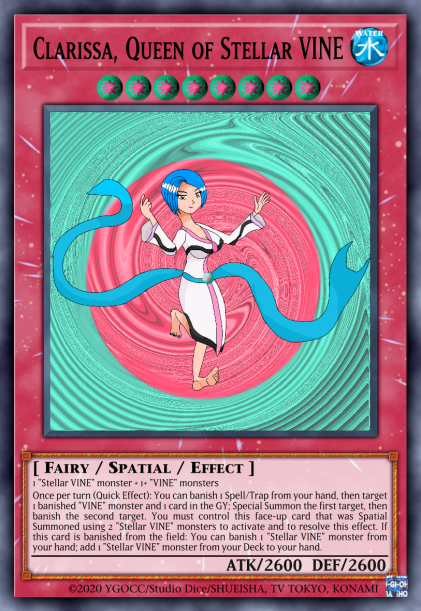 Clarissa, Queen of Stellar VINE
WATER
水
[ Fairy / Spatial / Effect ]
1 "Stellar VINE" monster + 1+ "VINE" monsters
Once per turn (Quick Effect): You can banish 1 Spell/Trap from your hand, then target
1 banished "VINE" monster and 1 card in the GY; Special Summon the first target, then
banish the second target. You must control this face-up card that was Spatial
Summoned using 2 "Stellar VINE" monsters to activate and to resolve this effect. If
this card is banished from the field: You can banish 1 "Stellar VINE" monster from
your hand; add 1 "Stellar VINE" monster from your Deck to your hand.
ATK/2600 DEF/2600
©2020 YGOCC/Studio Dice/SHUEISHA, TV TOKYO, KONAMI